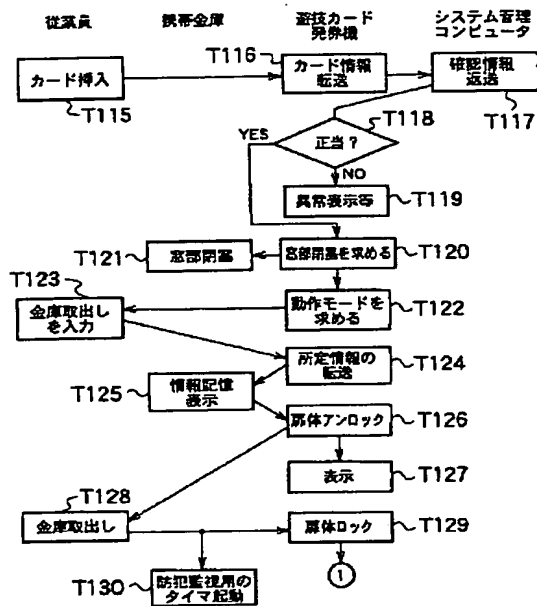 従業員
携帯金庫
遊技カード
発券機
システム管理
コンピュータ
カード挿入
T115
T116
カード情報
転送
確認情報
返送
T117
正当?
T118
YES
NO
異常表示等
T119
T121
窓部閉塞
窓部閉塞を求める
T120
T123
金庫取出し
を入力
動作モードを
求める
T122
所定情報の
転送
T124
T125
情報記憶
表示
扉体アンロック
T126
表示
T127
T128
金庫取出し
扉体ロック
T129
1
T130
防犯監視用の
タイマ起動